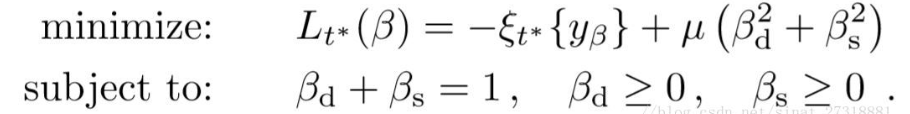 minimize: L_{t*}(β) = −ξ_{t*}{y_β} + μ (β_d^2 + β_s^2)
subject to: β_d + β_s = 1 , β_d ≥ 0 , β_s ≥ 0 .